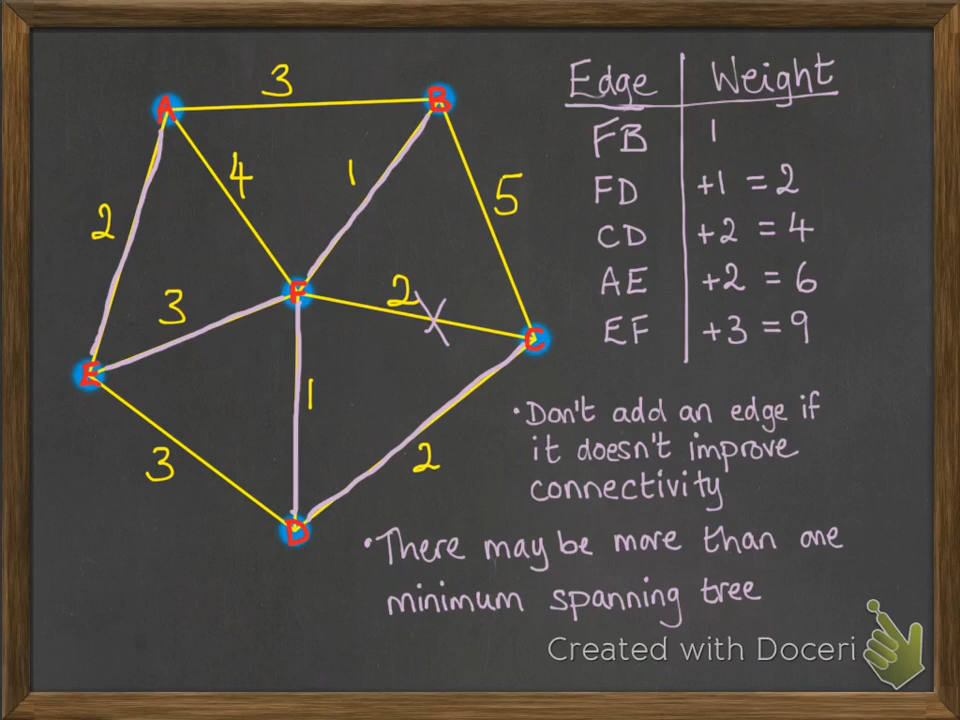 3
A
B
4
1
5
2
2
3
F
C
E
1
3
2
D
Edge Weight
FB 1
FD +1 = 2
CD +2 = 4
AE +2 = 6
EF +3 = 9
• Don't add an edge if
it doesn't improve
connectivity
• There may be more than one
minimum spanning tree
Created with Doceri